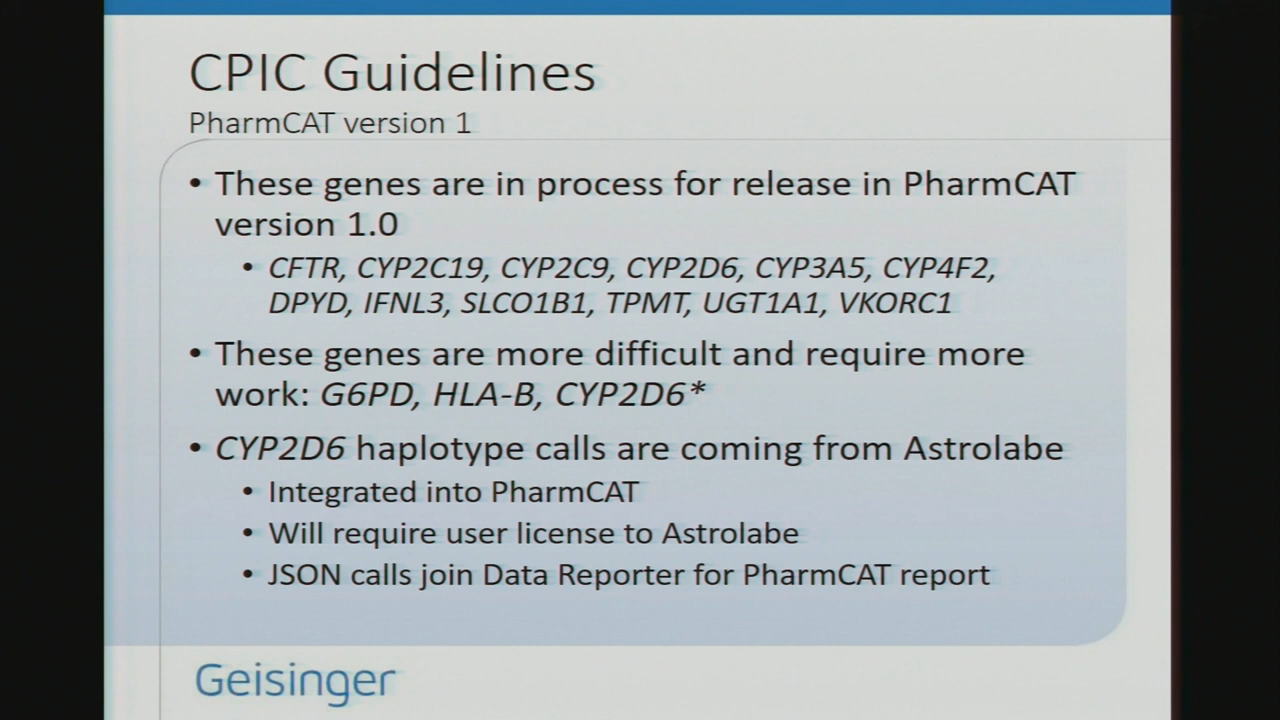 CPIC Guidelines
PharmCAT version 1
• These genes are in process for release in PharmCAT
version 1.0
• CFTR, CYP2C19, CYP2C9, CYP2D6, CYP3A5, CYP4F2,
DPYD, IFNL3, SLCO1B1, TPMT, UGT1A1, VKORC1
• These genes are more difficult and require more
work: G6PD, HLA-B, CYP2D6*
• CYP2D6 haplotype calls are coming from Astrolabe
• Integrated into PharmCAT
• Will require user license to Astrolabe
• JSON calls join Data Reporter for PharmCAT report
Geisinger